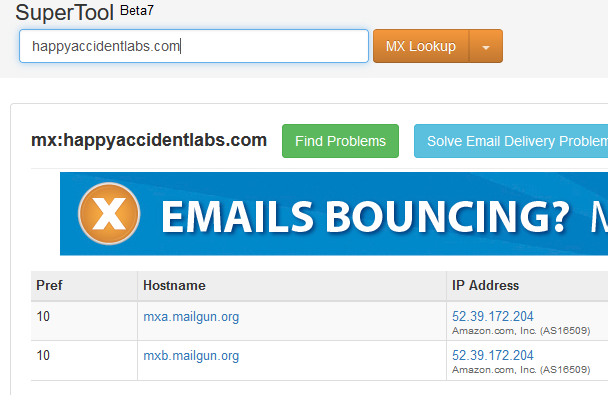 SuperTool Beta7
happyaccidentlabs.com MX Lookup
mx:happyaccidentlabs.com Find Problems Solve Email Delivery Problem
X EMAILS BOUNCING? M
Pref Hostname IP Address
10 mxa.mailgun.org 52.39.172.204
Amazon.com, Inc. (AS16509)
10 mxb.mailgun.org 52.39.172.204
Amazon.com, Inc. (AS16509)